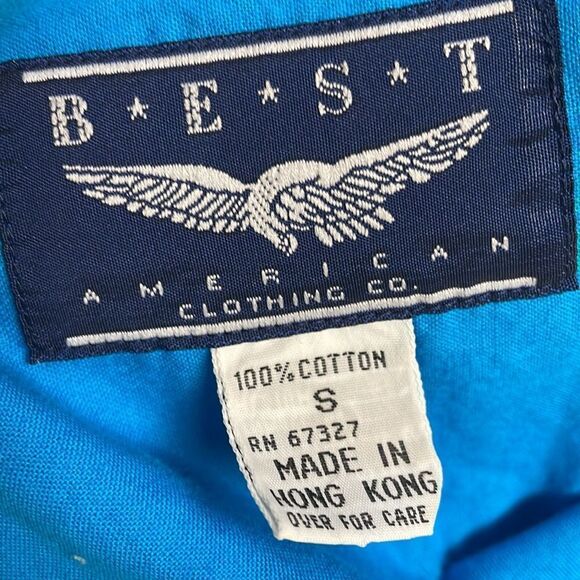 B★E★S★T
AMERICAN
CLOTHING CO.
100% COTTON
S
RN 67327
MADE IN
HONG KONG
OVER FOR CARE